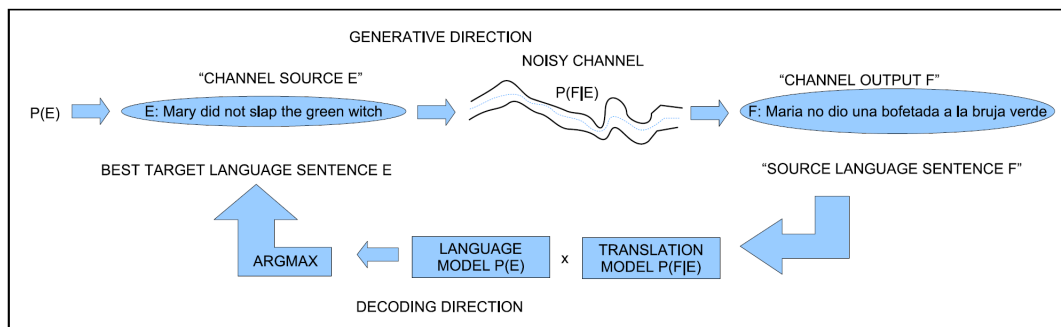 GENERATIVE DIRECTION
NOISY CHANNEL
“CHANNEL SOURCE E”
“CHANNEL OUTPUT F”
P(F|E)
P(E)
E: Mary did not slap the green witch
F: Maria no dio una bofetada a la bruja verde
BEST TARGET LANGUAGE SENTENCE E
“SOURCE LANGUAGE SENTENCE F”
ARGMAX
LANGUAGE
MODEL P(E)
x
TRANSLATION
MODEL P(F|E)
DECODING DIRECTION